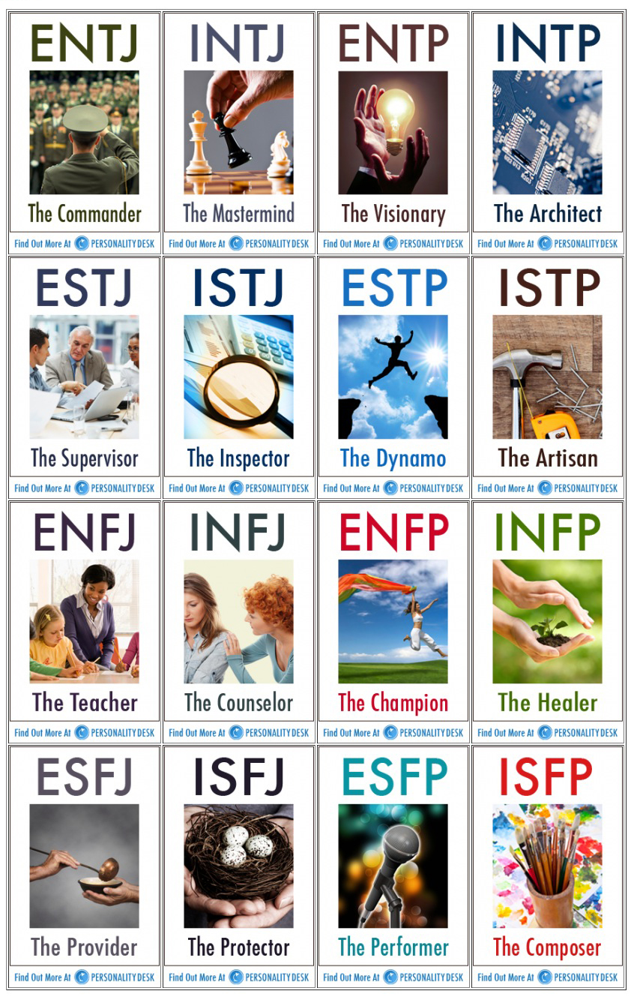 ENTJ
The Commander
Find Out More At PERSONALITY DESK
INTJ
The Mastermind
Find Out More At PERSONALITY DESK
ENTP
The Visionary
Find Out More At PERSONALITY DESK
INTP
The Architect
Find Out More At PERSONALITY DESK
ESTJ
The Supervisor
Find Out More At PERSONALITY DESK
ISTJ
The Inspector
Find Out More At PERSONALITY DESK
ESTP
The Dynamo
Find Out More At PERSONALITY DESK
ISTP
The Artisan
Find Out More At PERSONALITY DESK
ENFJ
The Teacher
Find Out More At PERSONALITY DESK
INFJ
The Counselor
Find Out More At PERSONALITY DESK
ENFP
The Champion
Find Out More At PERSONALITY DESK
INFP
The Healer
Find Out More At PERSONALITY DESK
ESFJ
The Provider
Find Out More At PERSONALITY DESK
ISFJ
The Protector
Find Out More At PERSONALITY DESK
ESFP
The Performer
Find Out More At PERSONALITY DESK
ISFP
The Composer
Find Out More At PERSONALITY DESK